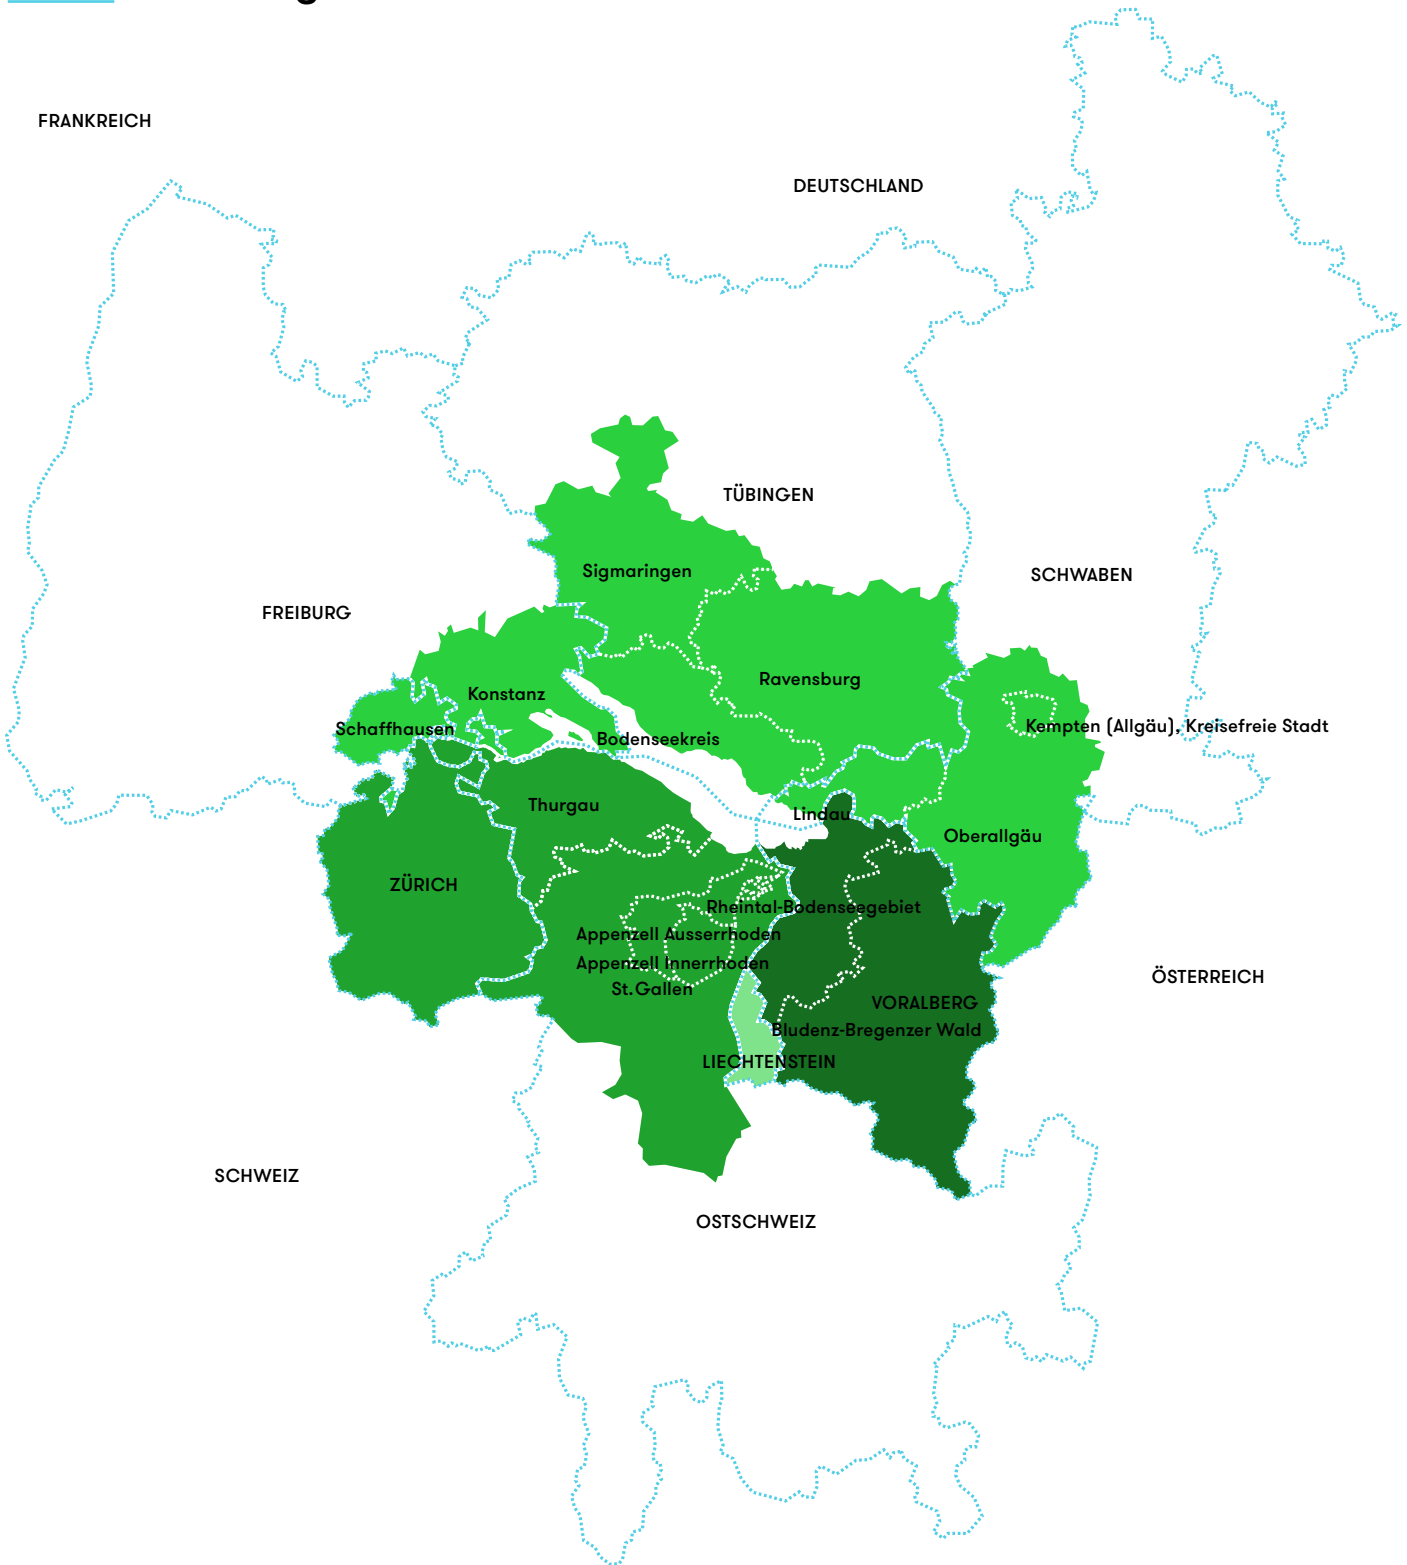 FRANKREICH
DEUTSCHLAND
TÜBINGEN
Sigmaringen
SCHWABEN
FREIBURG
Ravensburg
Konstanz
Kempten (Allgäu), Kreisefreie Stadt
Schaffhausen
Bodenseekreis
Thurgau
Lindau
Oberallgäu
ZÜRICH
Rheintal-Bodenseegebiet
Appenzell Ausserrhoden
Appenzell Innerrhoden
ÖSTERREICH
St.Gallen
VORALBERG
Bludenz-Bregenzer Wald
LIECHTENSTEIN
SCHWEIZ
OSTSCHWEIZ